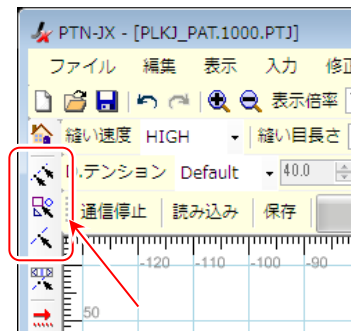 PTN-JX - [PLKJ_PAT.1000.PTJ]
ファイル 編集 表示 入力
表示倍率
縫い速度 HIGH 縫い目長さ
テンション Default 40.0
通信停止 読み込み 保存
-120 -110 -100 -90
50